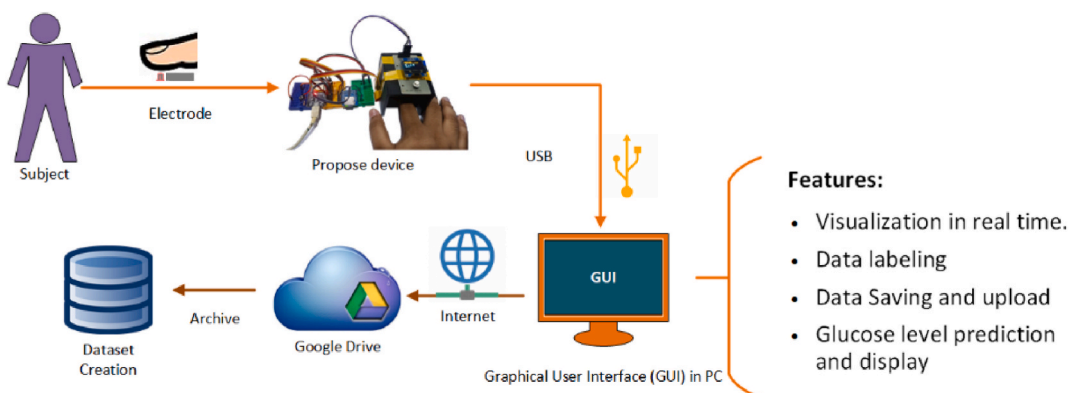 Electrode
Subject
Propose device
USB
GUI
Graphical User Interface (GUI) in PC
Internet
Google Drive
Archive
Dataset
Creation
Features:
• Visualization in real time.
• Data labeling
• Data Saving and upload
• Glucose level prediction
and display